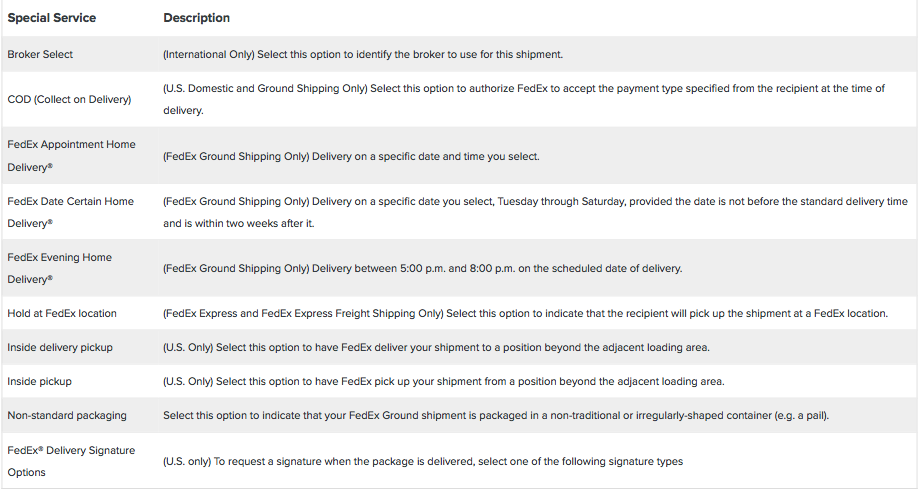 Special Service Description
Broker Select (International Only) Select this option to identify the broker to use for this shipment.
COD (Collect on Delivery) (U.S. Domestic and Ground Shipping Only) Select this option to authorize FedEx to accept the payment type specified from the recipient at the time of
delivery.
FedEx Appointment Home
Delivery® (FedEx Ground Shipping Only) Delivery on a specific date and time you select.
FedEx Date Certain Home
Delivery® (FedEx Ground Shipping Only) Delivery on a specific date you select, Tuesday through Saturday, provided the date is not before the standard delivery time
and is within two weeks after it.
FedEx Evening Home
Delivery® (FedEx Ground Shipping Only) Delivery between 5:00 p.m. and 8:00 p.m. on the scheduled date of delivery.
Hold at FedEx location (FedEx Express and FedEx Express Freight Shipping Only) Select this option to indicate that the recipient will pick up the shipment at a FedEx location.
Inside delivery pickup (U.S. Only) Select this option to have FedEx deliver your shipment to a position beyond the adjacent loading area.
Inside pickup (U.S. Only) Select this option to have FedEx pick up your shipment from a position beyond the adjacent loading area.
Non-standard packaging Select this option to indicate that your FedEx Ground shipment is packaged in a non-traditional or irregularly-shaped container (e.g. a pail).
FedEx® Delivery Signature
Options (U.S. only) To request a signature when the package is delivered, select one of the following signature types